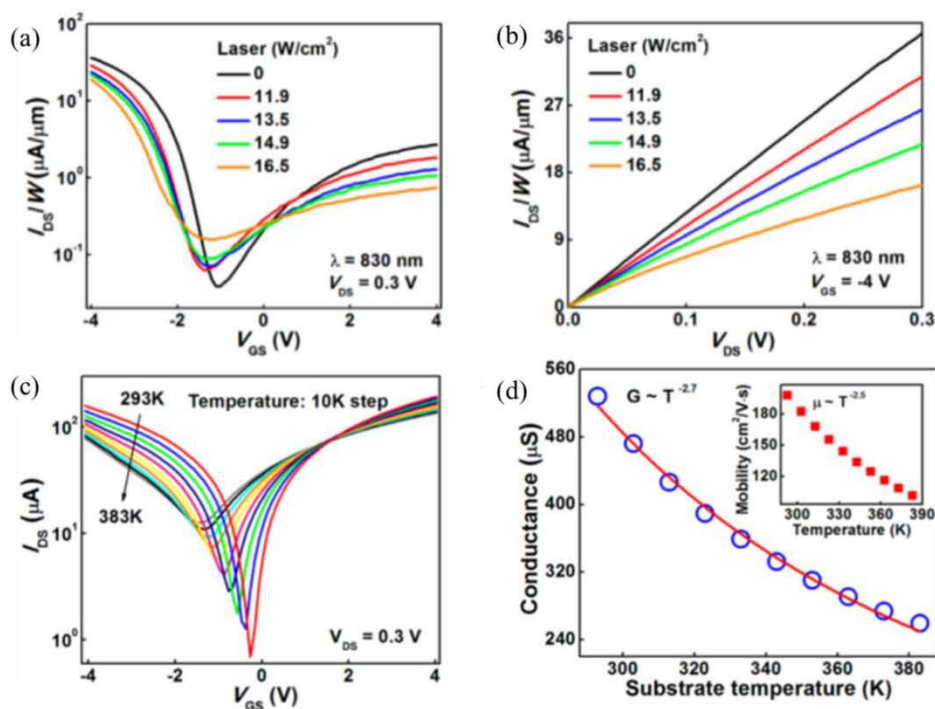 (a)
Laser (W/cm²)
0
11.9
13.5
14.9
16.5
λ = 830 nm
V_DS = 0.3 V
I_DS/W (μA/μm)
10²
10¹
10⁰
10⁻¹
-4 -2 0 2 4
V_GS (V)
(b)
Laser (W/cm²)
0
11.9
13.5
14.9
16.5
λ = 830 nm
V_GS = -4 V
I_DS/W (μA/μm)
36
27
18
9
0
0.0 0.1 0.2 0.3
V_DS (V)
(c)
293K
Temperature: 10K step
383K
V_DS = 0.3 V
I_DS (μA)
10²
10¹
10⁰
-4 -2 0 2 4
V_GS (V)
(d)
G ~ T⁻²·⁷
Conductance (μS)
560
480
400
320
240
300 320 340 360 380
Substrate temperature (K)
μ ~ T⁻²·⁵
Mobility (cm²/V·s)
180
150
120
300 330 360 390
Temperature (K)